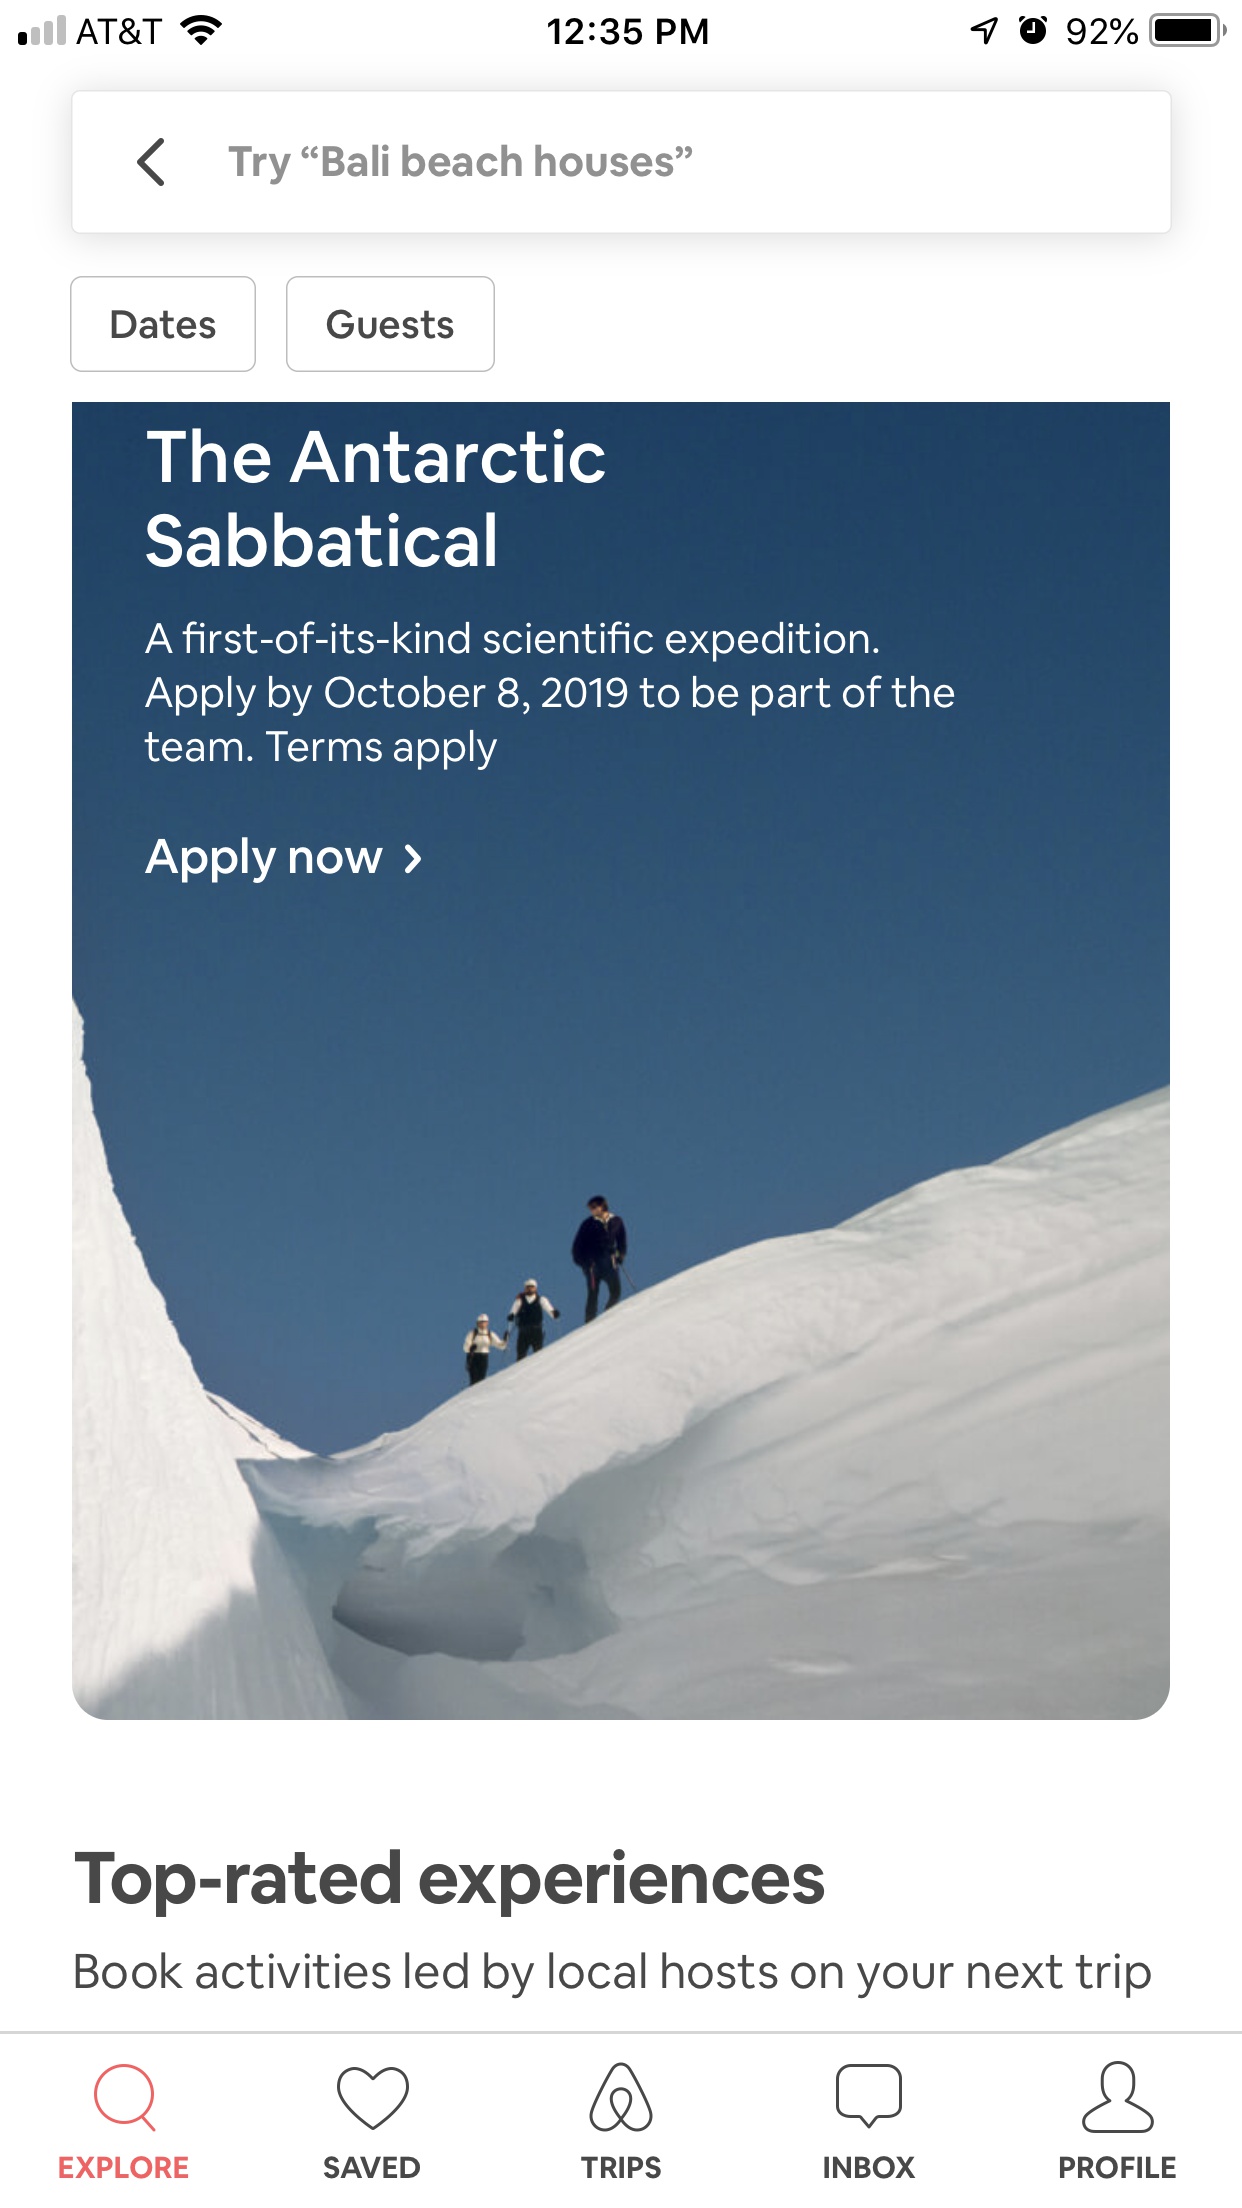 AT&T 12:35 PM 92%
Try “Bali beach houses”
Dates Guests
The Antarctic
Sabbatical
A first-of-its-kind scientific expedition.
Apply by October 8, 2019 to be part of the
team. Terms apply
Apply now
Top-rated experiences
Book activities led by local hosts on your next trip
EXPLORE SAVED TRIPS INBOX PROFILE